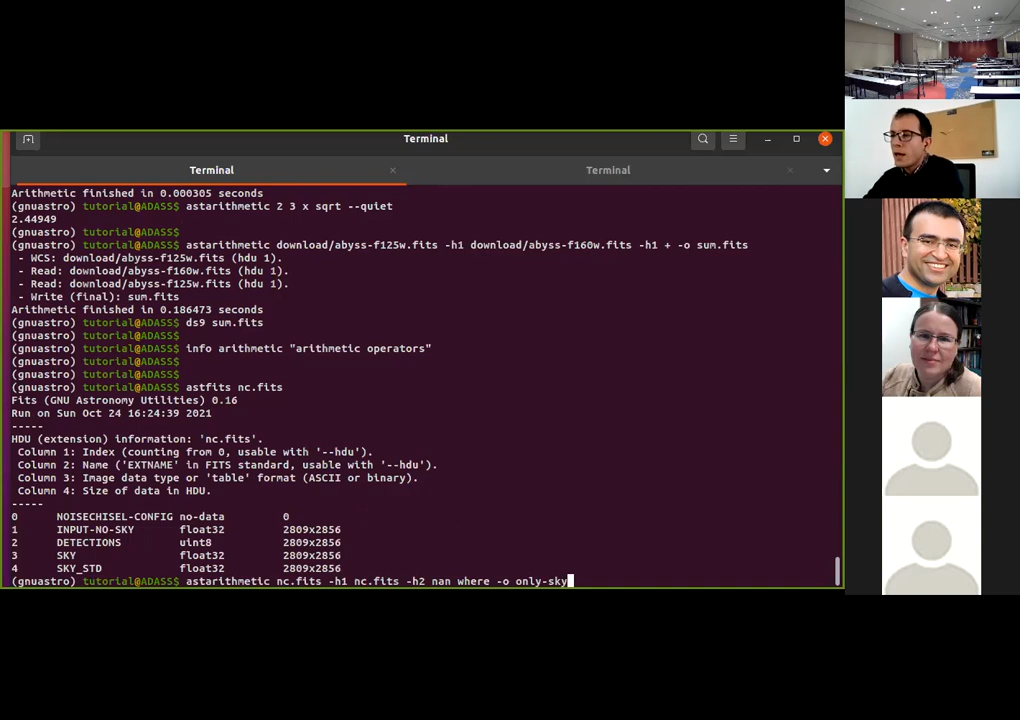 Terminal
Terminal
Terminal
Arithmetic finished in 0.000305 seconds
(gnuastro) tutorial@ADASS$ astarithmetic 2 3 x sqrt --quiet
2.44949
(gnuastro) tutorial@ADASS$
(gnuastro) tutorial@ADASS$ astarithmetic download/abyss-f125w.fits -h1 download/abyss-f160w.fits -h1 + -o sum.fits
- WCS: download/abyss-f125w.fits (hdu 1).
- Read: download/abyss-f160w.fits (hdu 1).
- Read: download/abyss-f125w.fits (hdu 1).
- Write (final): sum.fits
Arithmetic finished in 0.186473 seconds
(gnuastro) tutorial@ADASS$ ds9 sum.fits
(gnuastro) tutorial@ADASS$
(gnuastro) tutorial@ADASS$ info arithmetic "arithmetic operators"
(gnuastro) tutorial@ADASS$
(gnuastro) tutorial@ADASS$
(gnuastro) tutorial@ADASS$ astfits nc.fits
Fits (GNU Astronomy Utilities) 0.16
Run on Sun Oct 24 16:24:39 2021
-----
HDU (extension) information: 'nc.fits'.
Column 1: Index (counting from 0, usable with '--hdu').
Column 2: Name ('EXTNAME' in FITS standard, usable with '--hdu').
Column 3: Image data type or 'table' format (ASCII or binary).
Column 4: Size of data in HDU.
-----
0 NOISECHISEL-CONFIG no-data 0
1 INPUT-NO-SKY float32 2809x2856
2 DETECTIONS uint8 2809x2856
3 SKY float32 2809x2856
4 SKY_STD float32 2809x2856
(gnuastro) tutorial@ADASS$ astarithmetic nc.fits -h1 nc.fits -h2 nan where -o only-sky